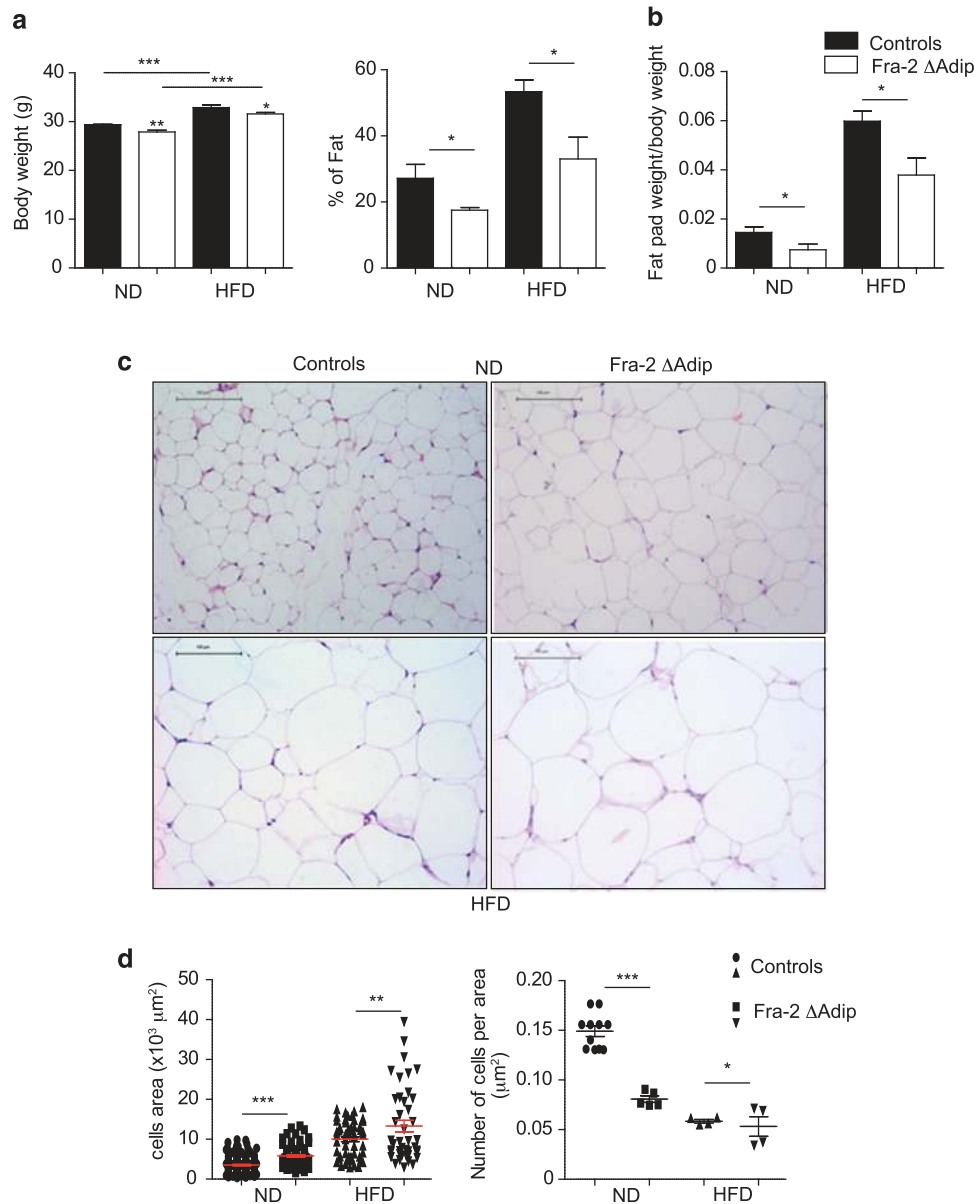 a
Body weight (g)
40
30
20
10
0
***
***
**
*
ND
HFD
% of Fat
60
40
20
0
*
*
ND
HFD
b
Controls
Fra-2 ΔAdip
Fat pad weight/body weight
0.08
0.06
0.04
0.02
0
*
*
ND
HFD
c
Controls
ND
Fra-2 ΔAdip
HFD
d
cells area (x10³ μm²)
50
40
30
20
10
0
***
**
ND
HFD
Number of cells per area
(μm²)
0.20
0.15
0.10
0.05
0
***
*
ND
HFD
Controls
Fra-2 ΔAdip